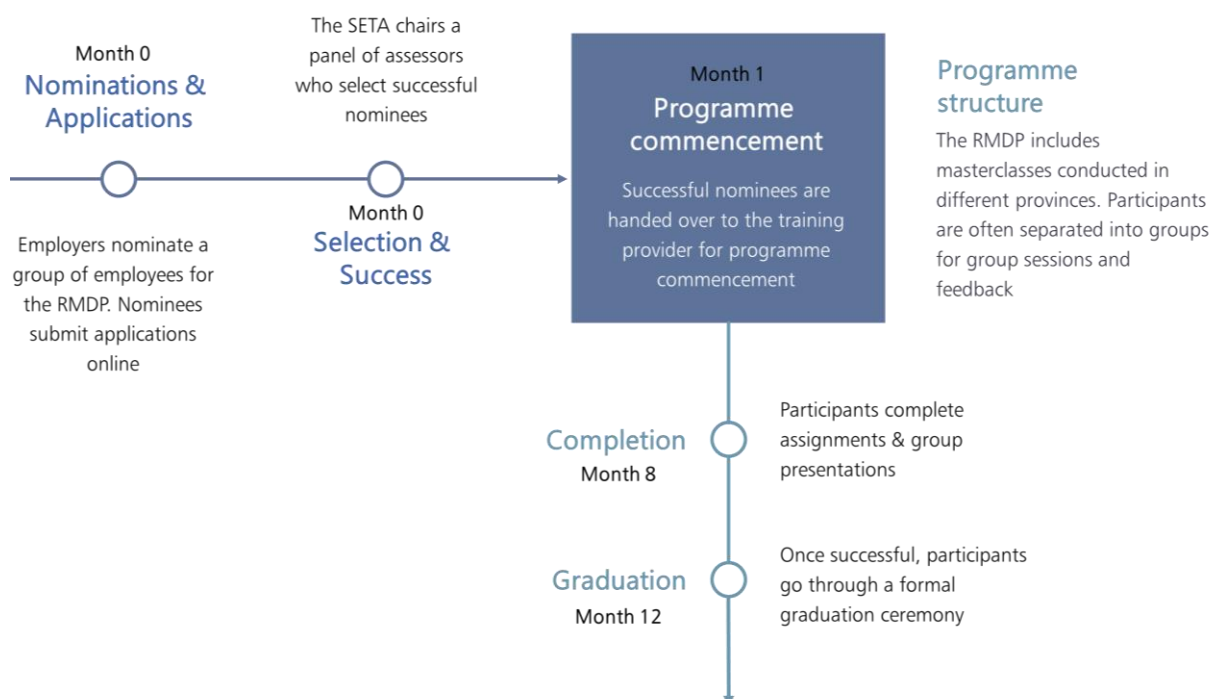 Month 0
Nominations &
Applications
Employers nominate a
group of employees for
the RMDP. Nominees
submit applications
online
The SETA chairs a
panel of assessors
who select successful
nominees
Month 0
Selection &
Success
Month 1
Programme
commencement
Successful nominees are
handed over to the training
provider for programme
commencement
Programme
structure
The RMDP includes
masterclasses conducted in
different provinces. Participants
are often separated into groups
for group sessions and
feedback
Completion
Month 8
Participants complete
assignments & group
presentations
Graduation
Month 12
Once successful, participants
go through a formal
graduation ceremony